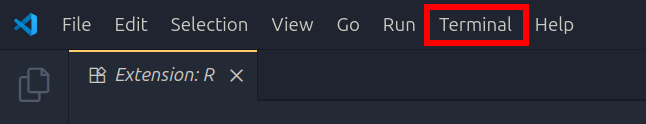 File Edit Selection View Go Run Terminal Help
Extension: R